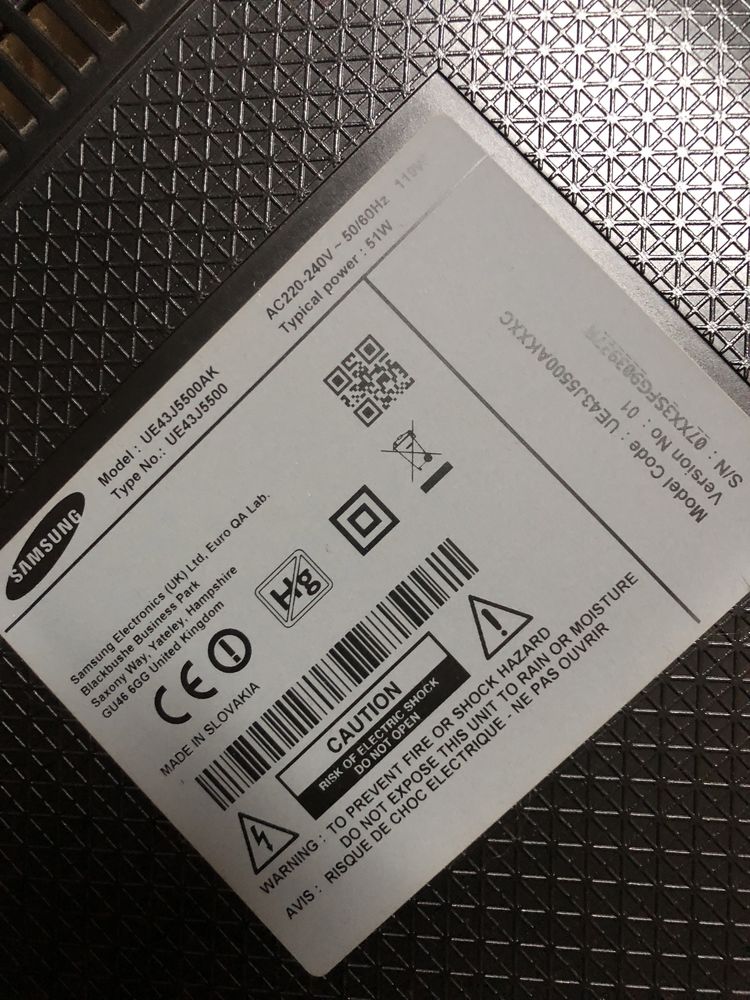 SAMSUNG
Model : UE43J5500AK
Type No.: UE43J5500
AC220-240V ~ 50/60Hz
Typical power : 51W
Samsung Electronics (UK) Ltd, Euro QA Lab.
Blackbushe Business Park
Saxony Way, Yateley, Hampshire
GU46 6GG United Kingdom
CE
Hg
MADE IN SLOVAKIA
CAUTION
RISK OF ELECTRIC SHOCK
DO NOT OPEN
WARNING : TO PREVENT FIRE OR SHOCK HAZARD
DO NOT EXPOSE THIS UNIT TO RAIN OR MOISTURE
AVIS : RISQUE DE CHOC ELECTRIQUE - NE PAS OUVRIR
Model Code : UE43J5500AKXXC
Version No : 01
S/N :